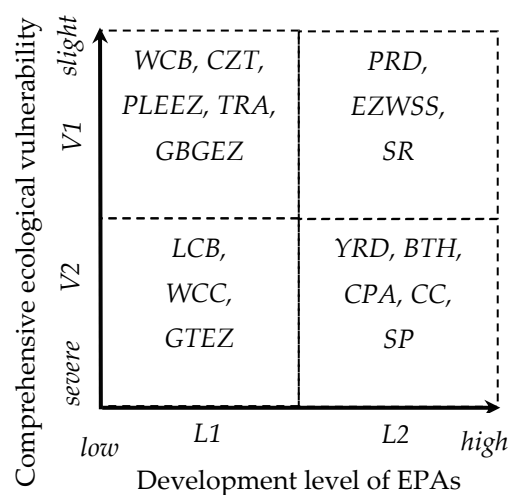 Comprehensive ecological vulnerability
slight
V1
V2
severe
WCB, CZT,
PLEEZ, TRA,
GBGEZ
PRD,
EZWSS,
SR
LCB,
WCC,
GTEZ
YRD, BTH,
CPA, CC,
SP
low
L1
L2
high
Development level of EPAs